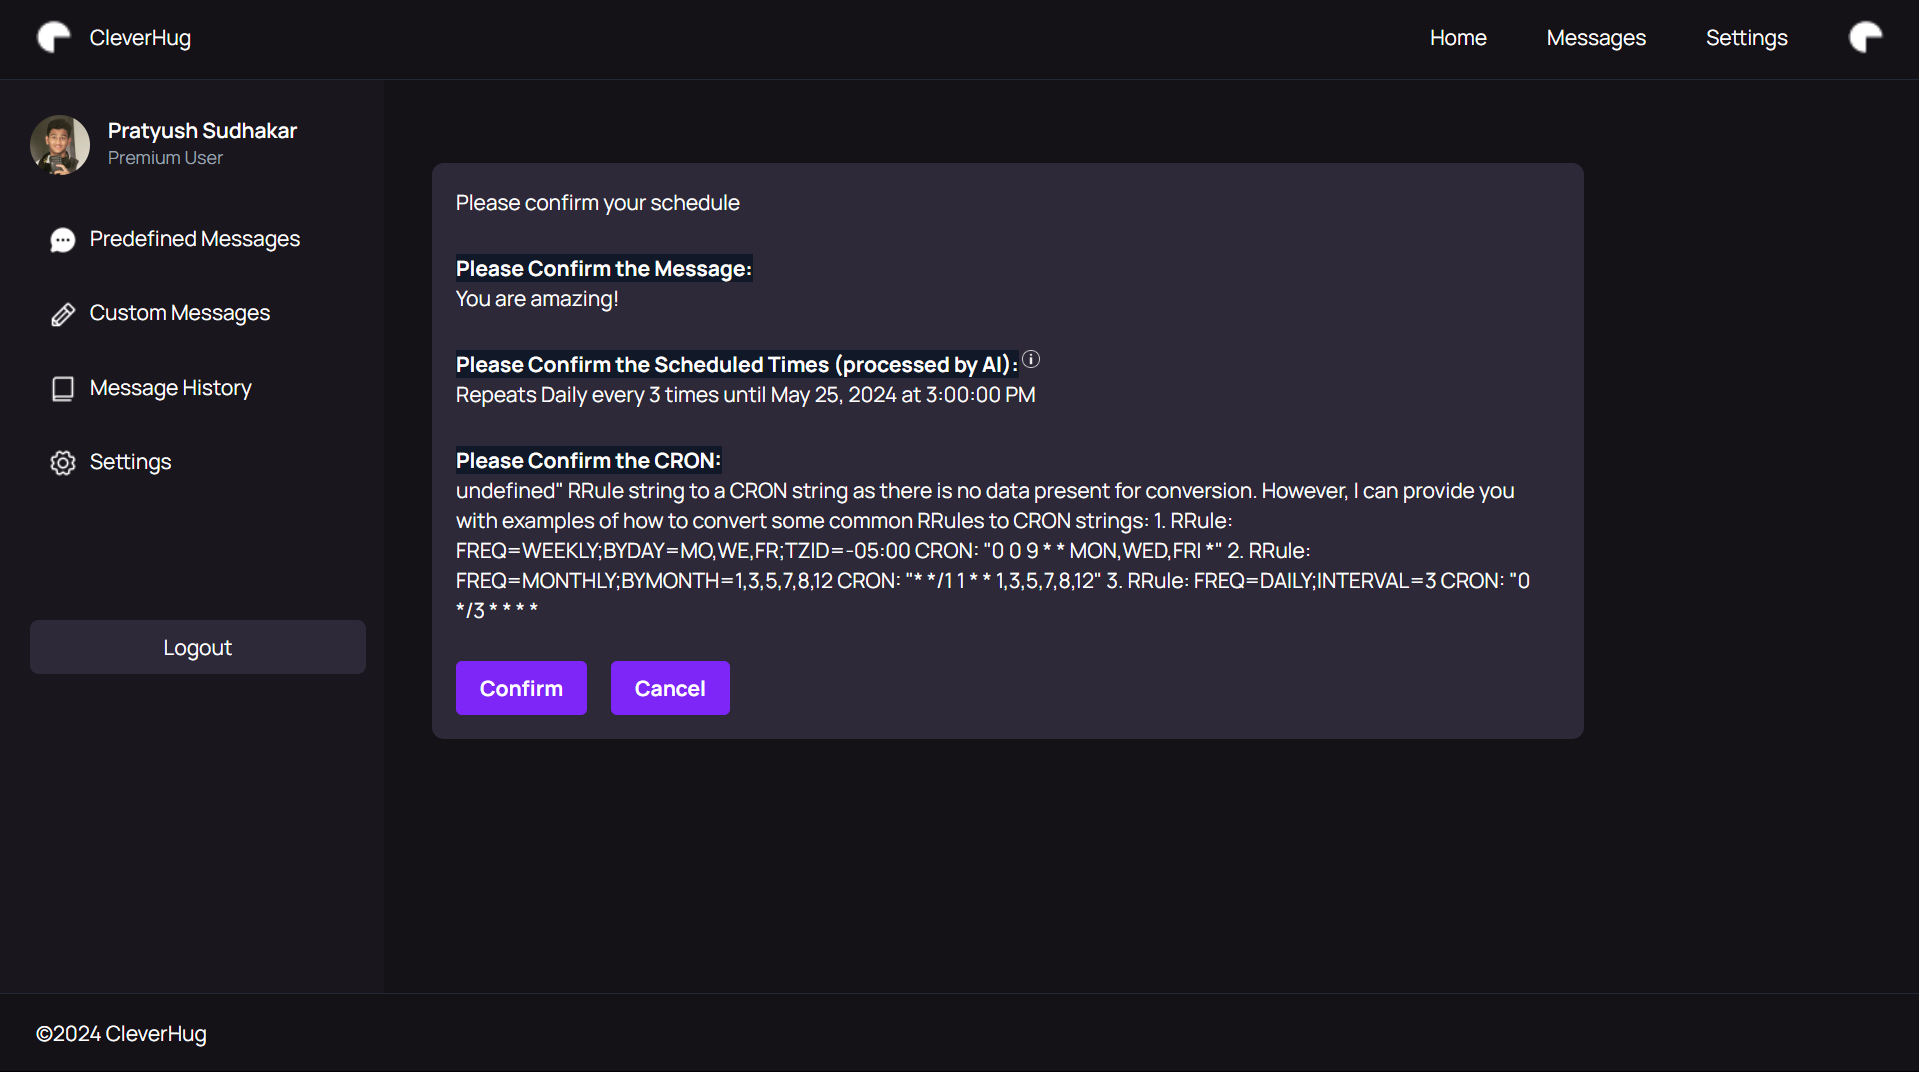 CleverHug
Home
Messages
Settings
Pratyush Sudhakar
Premium User
Predefined Messages
Custom Messages
Message History
Settings
Logout
Please confirm your schedule
Please Confirm the Message:
You are amazing!
Please Confirm the Scheduled Times (processed by AI):
Repeats Daily every 3 times until May 25, 2024 at 3:00:00 PM
Please Confirm the CRON:
undefined" RRule string to a CRON string as there is no data present for conversion. However, I can provide you
with examples of how to convert some common RRules to CRON strings: 1. RRule:
FREQ=WEEKLY;BYDAY=MO,WE,FR;TZID=-05:00 CRON: "0 0 9 * * MON,WED,FRI *" 2. RRule:
FREQ=MONTHLY;BYMONTH=1,3,5,7,8,12 CRON: "* */1 1 * * 1,3,5,7,8,12" 3. RRule: FREQ=DAILY;INTERVAL=3 CRON: "0
*/3 * * * *
Confirm
Cancel
©2024 CleverHug